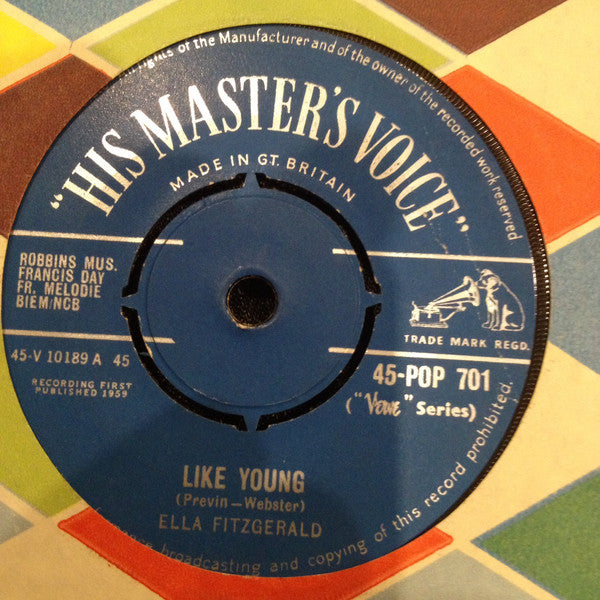 ights of the Manufacturer and of the owner of the recorded work reserved
"HIS MASTER'S VOICE"
MADE IN GT. BRITAIN
ROBBINS MUS.
FRANCIS DAY
FR. MELODIE
BIEM/NCB
TRADE MARK REGD.
45-V 10189 A 45
RECORDING FIRST
PUBLISHED 1959
45-POP 701
("Verve" Series)
LIKE YOUNG
(Previn-Webster)
ELLA FITZGERALD
broadcasting and copying of this record prohibited.